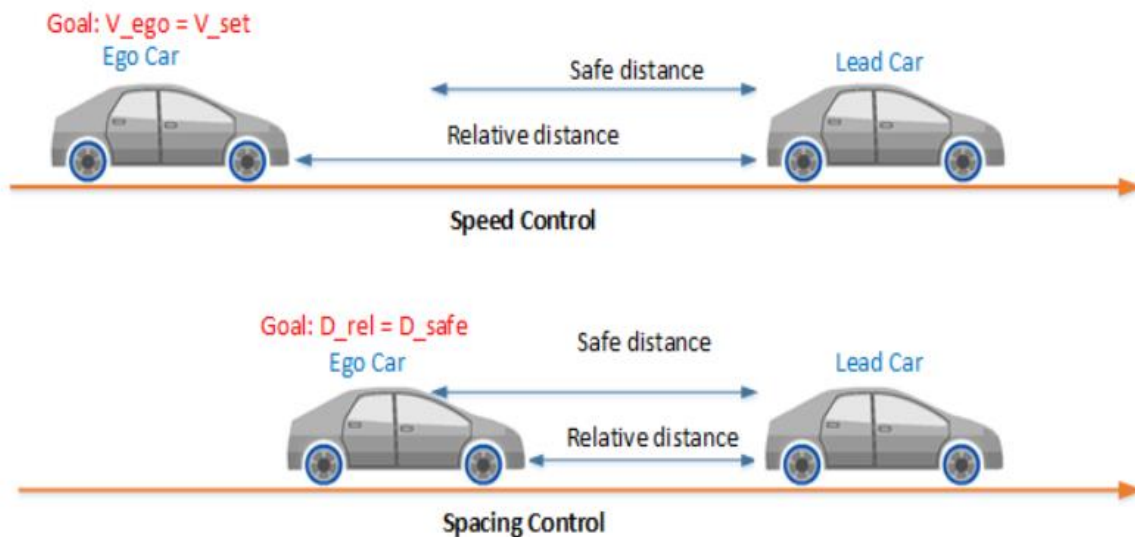 Goal: V_ego = V_set
Ego Car
Safe distance
Lead Car
Relative distance
Speed Control
Goal: D_rel = D_safe
Ego Car
Safe distance
Lead Car
Relative distance
Spacing Control